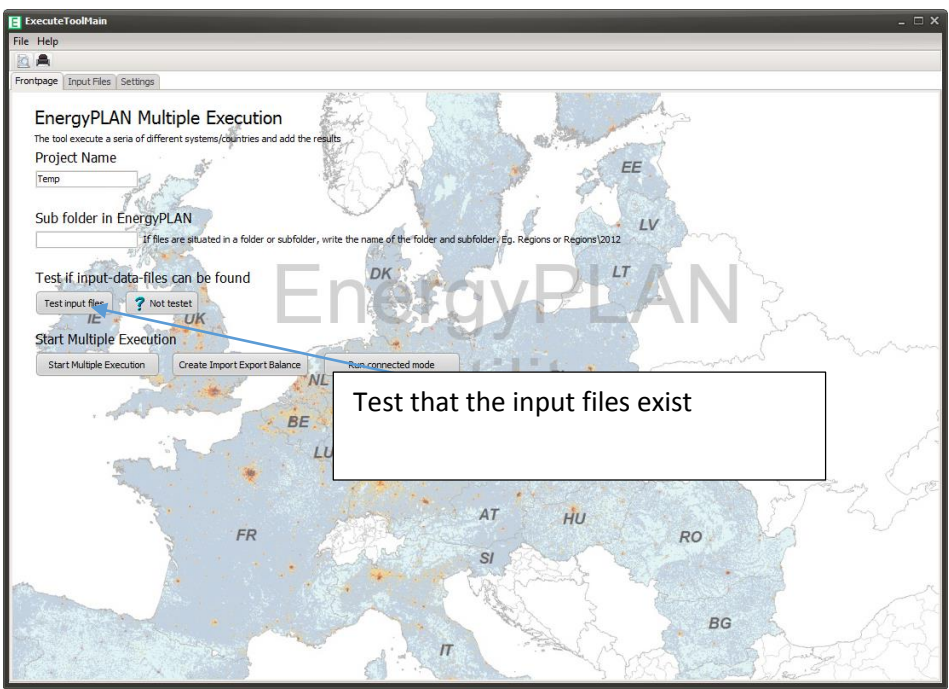 ExecuteToolMain
File Help
Frontpage Input Files Settings
EnergyPLAN Multiple Execution
The tool execute a seria of different systems/countries and add the results
Project Name
Temp
Sub folder in EnergyPLAN
If files are situated in a folder or subfolder, write the name of the folder and subfolder. Eg. Regions or Regions\2012
Test if input-data-files can be found
Test input files ? Not testet
Start Multiple Execution
Start Multiple Execution Create Import Export Balance Run connected mode
Test that the input files exist
EnergyPLAN
EE
LV
LT
DK
IE
UK
NL
BE
LU
FR
AT
HU
RO
SI
BG
IT